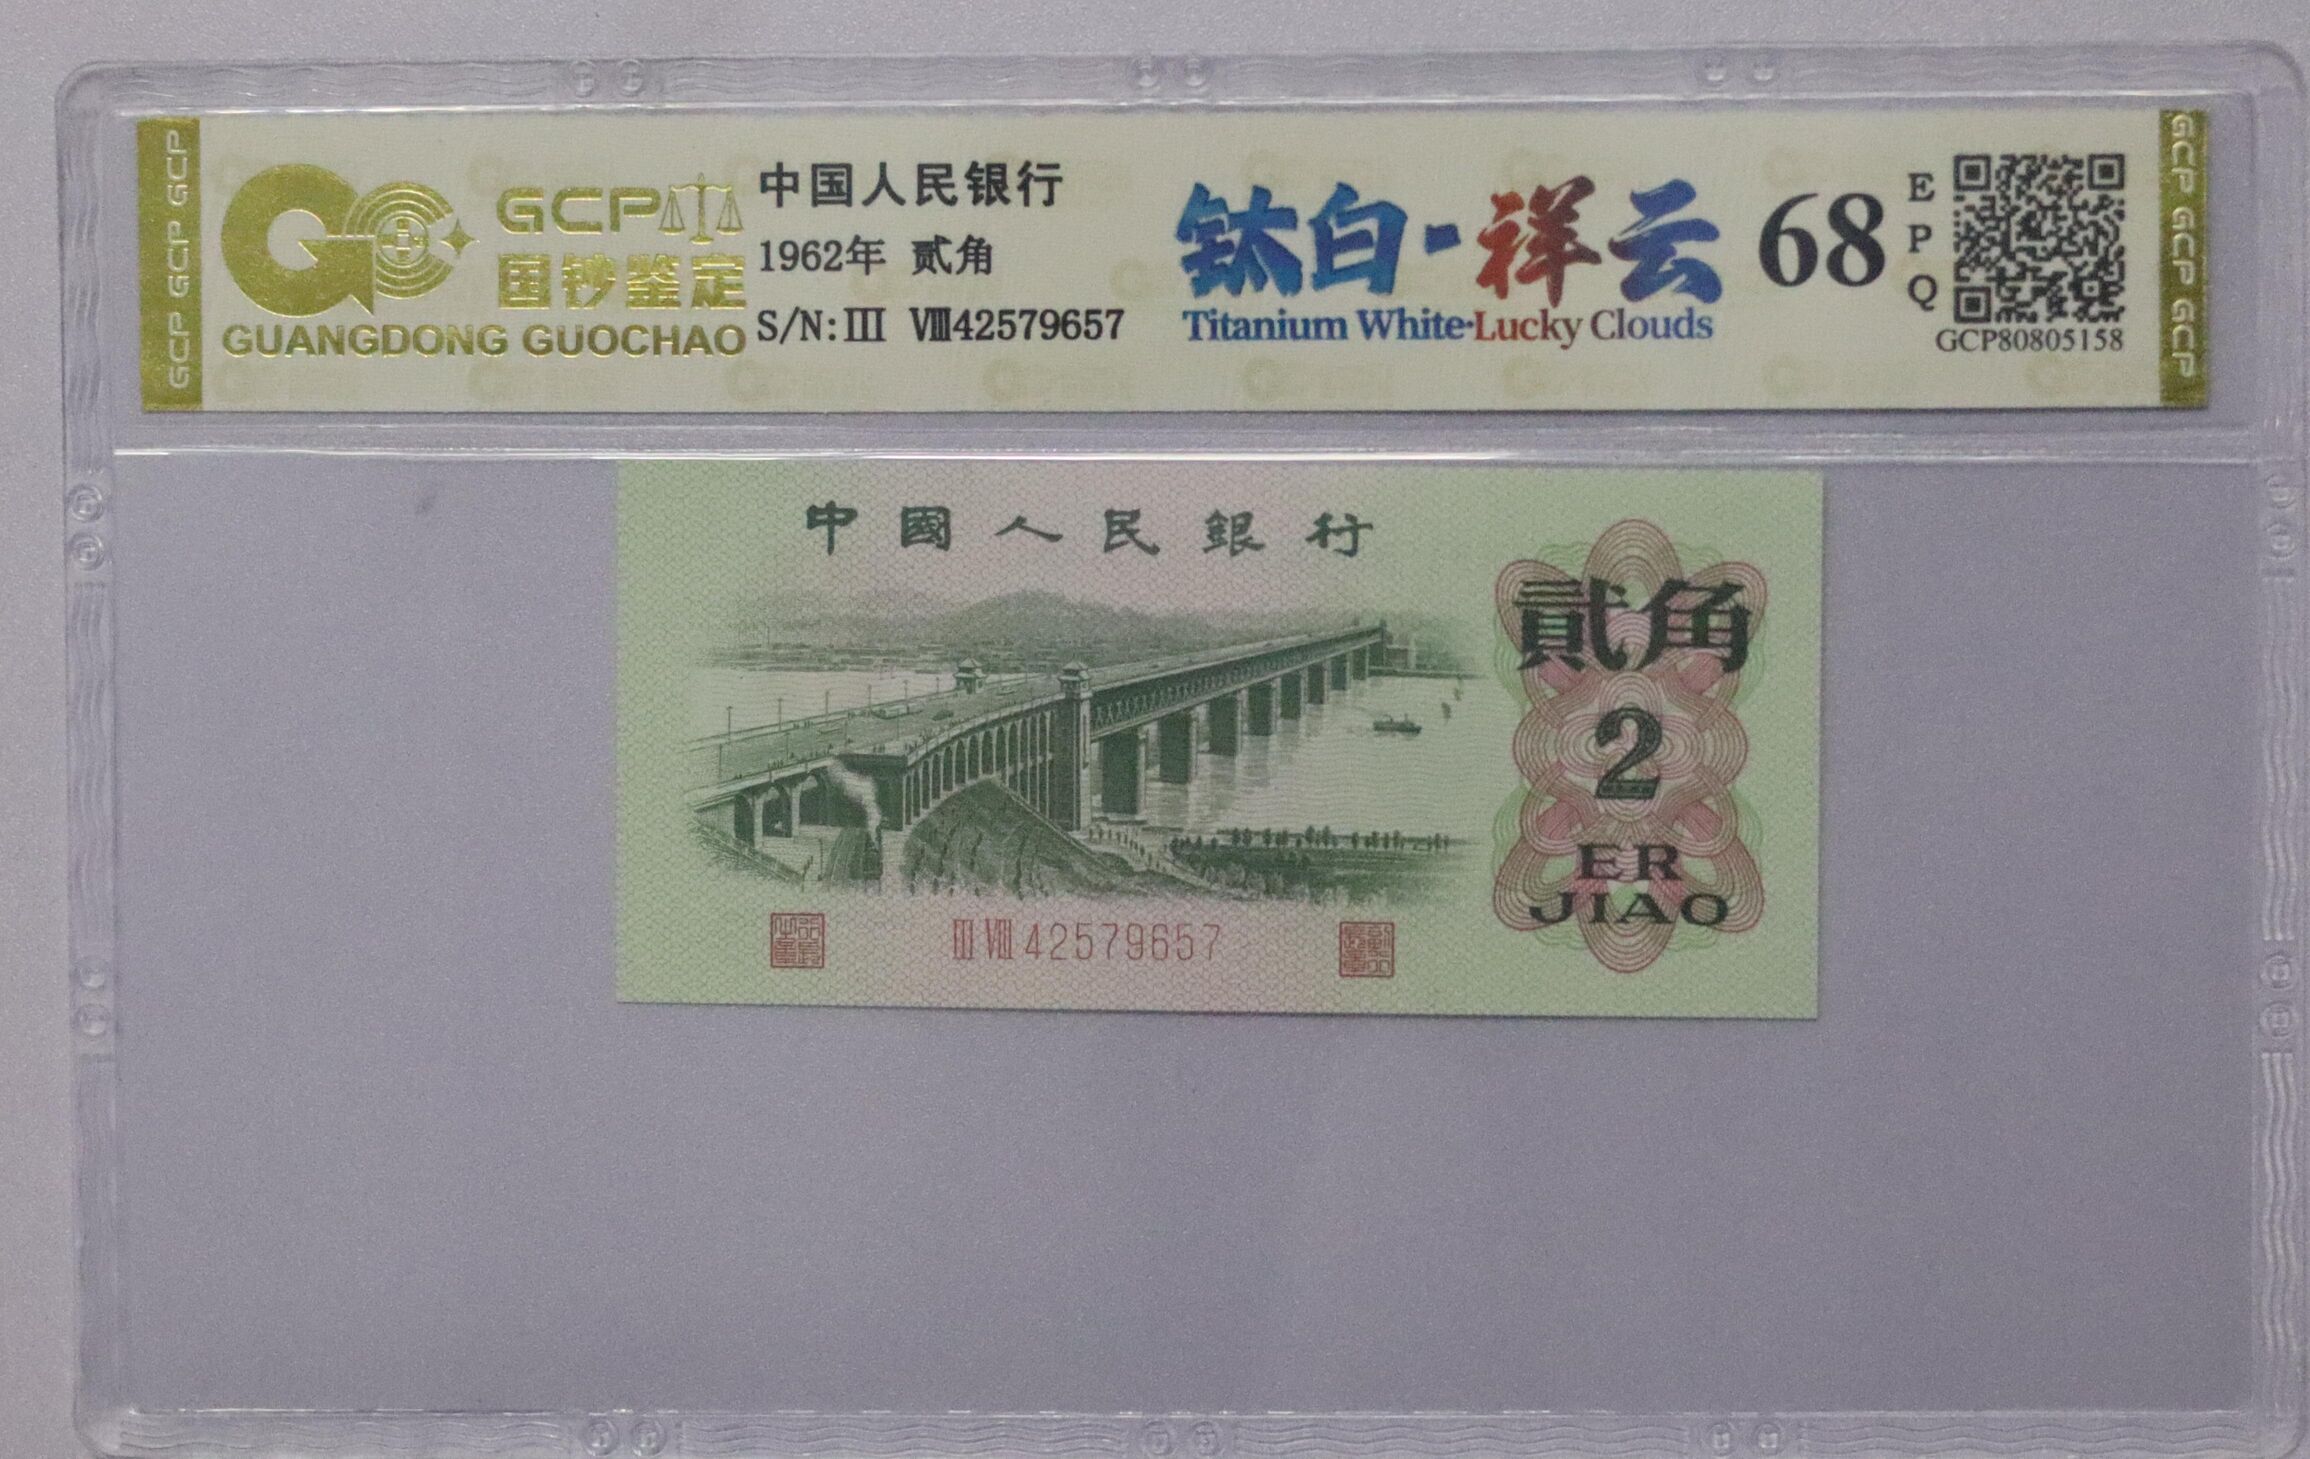 GCP GCP GCP
GCP
国钞鉴定
GUANGDONG GUOCHAO
中国人民银行
1962年 贰角
S/N:III VIII42579657
钛白-祥云
Titanium White·Lucky Clouds
68
EPQ
GCP80805158
GCP GCP GCP
中國人民銀行
貳角
2
ER
JIAO
III VIII 42579657